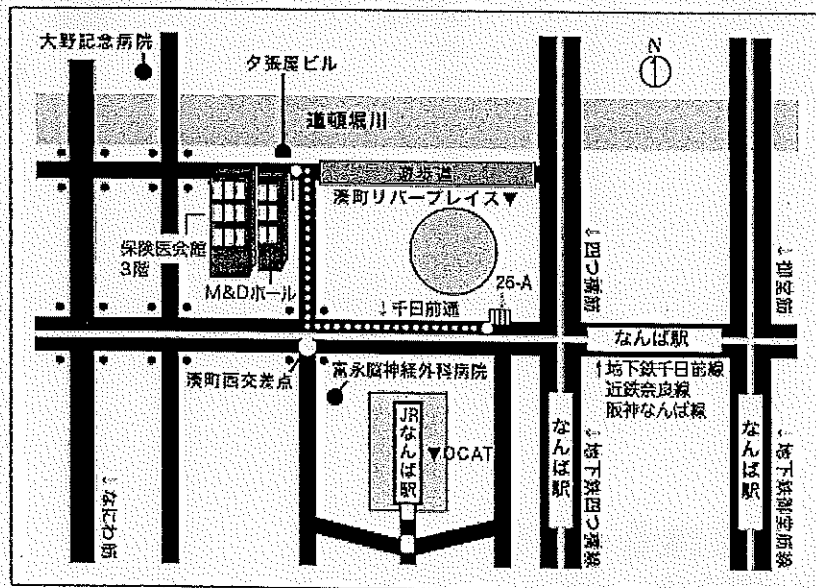 大野記念病院
夕張屋ビル
N
道頓堀川
遊歩道
湊町リバープレイス▼
保険医会館
3階
M&Dホール
26-A
↓千日前通
↓四つ橋筋
↓御堂筋
なんば駅
↑地下鉄千日前線
近鉄奈良線
阪神なんば線
湊町西交差点
富永脳神経外科病院
JRなんば駅
▼OCAT
なんば駅
↓地下鉄四つ橋線
なんば駅
↓地下鉄御堂筋線
↓なにわ筋